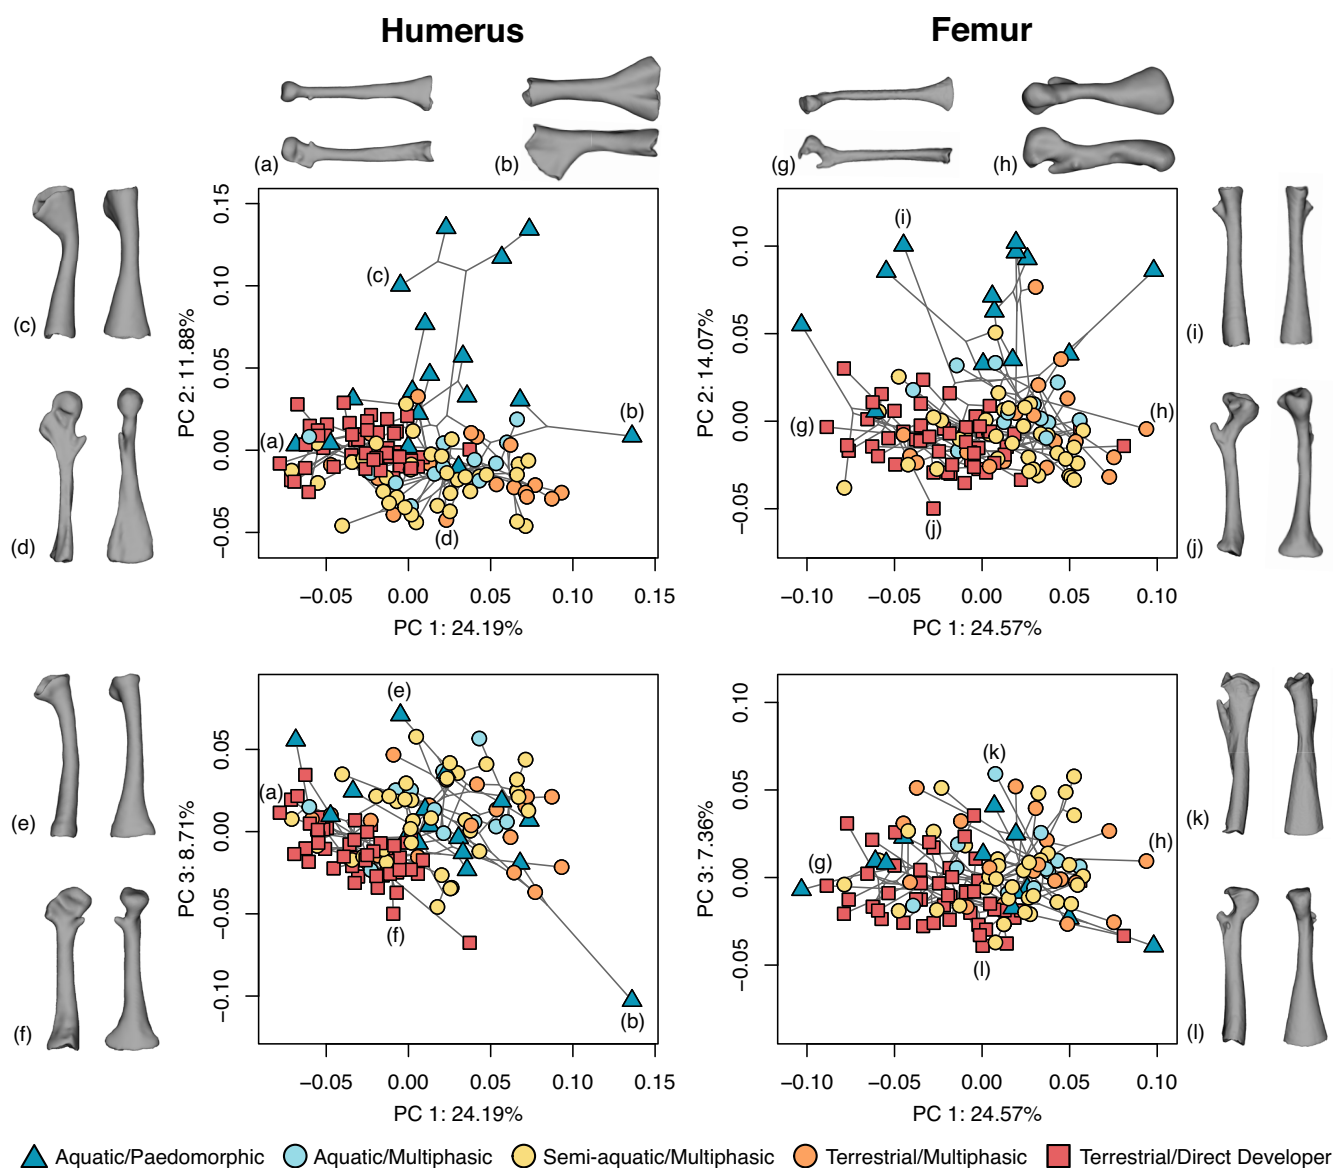 Humerus
Femur
(a)
(b)
(g)
(h)
(c)
(d)
PC 2: 11.88%
0.15
0.10
0.05
0.00
−0.05
(c)
(a)
(b)
(d)
−0.05
0.00
0.05
0.10
0.15
PC 1: 24.19%
PC 2: 14.07%
0.10
0.05
0.00
−0.05
(i)
(g)
(h)
(j)
−0.10
−0.05
0.00
0.05
0.10
PC 1: 24.57%
(i)
(j)
(e)
(f)
PC 3: 8.71%
0.05
0.00
−0.05
−0.10
(e)
(a)
(f)
(b)
−0.05
0.00
0.05
0.10
0.15
PC 1: 24.19%
PC 3: 7.36%
0.10
0.05
0.00
−0.05
(k)
(g)
(h)
(l)
−0.10
−0.05
0.00
0.05
0.10
PC 1: 24.57%
(k)
(l)
Aquatic/Paedomorphic
Aquatic/Multiphasic
Semi-aquatic/Multiphasic
Terrestrial/Multiphasic
Terrestrial/Direct Developer